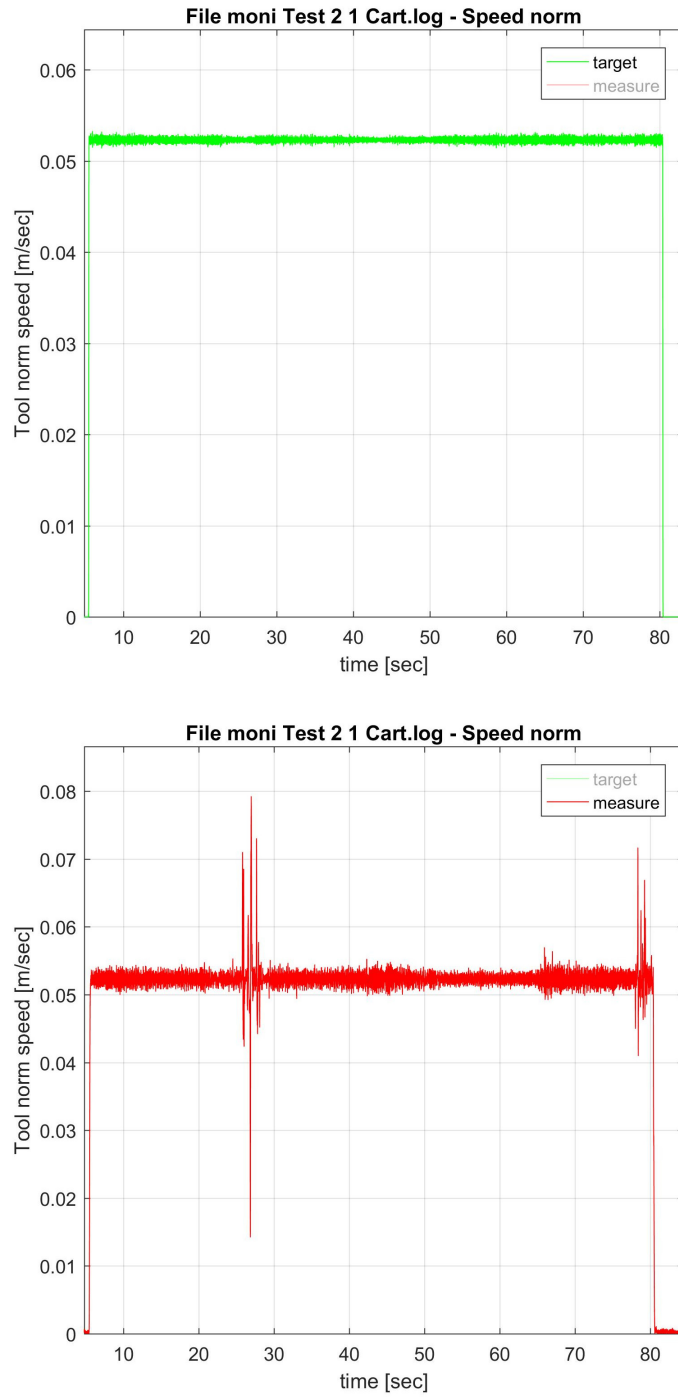 File moni Test 2 1 Cart.log - Speed norm
target
measure
0.06
0.05
0.04
0.03
0.02
0.01
0
Tool norm speed [m/sec]
10 20 30 40 50 60 70 80
time [sec]
File moni Test 2 1 Cart.log - Speed norm
target
measure
0.08
0.07
0.06
0.05
0.04
0.03
0.02
0.01
0
Tool norm speed [m/sec]
10 20 30 40 50 60 70 80
time [sec]